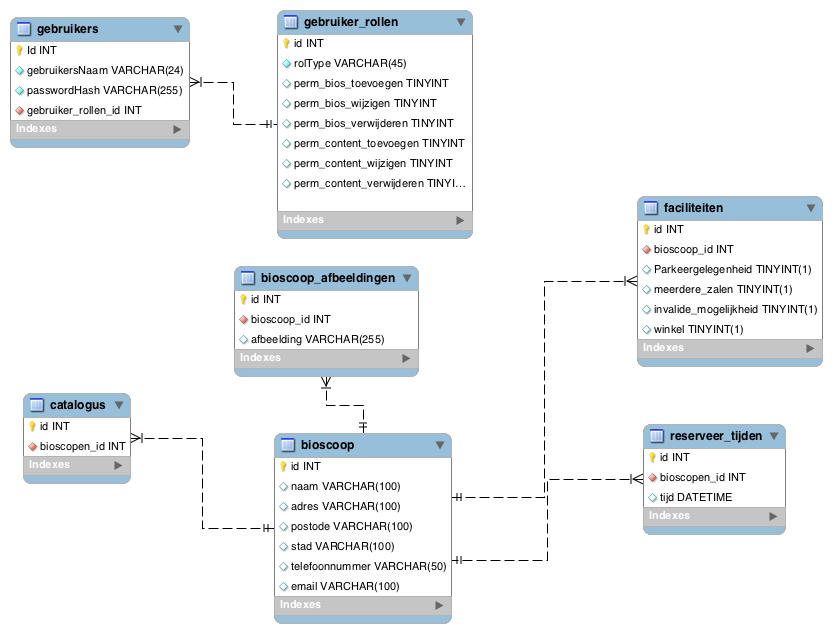 gebruikers
Id INT
gebruikersNaam VARCHAR(24)
passwordHash VARCHAR(255)
gebruiker_rollen_id INT
Indexes
gebruiker_rollen
id INT
rolType VARCHAR(45)
perm_bios_toevoegen TINYINT
perm_bios_wijzigen TINYINT
perm_bios_verwijderen TINYINT
perm_content_toevoegen TINYINT
perm_content_wijzigen TINYINT
perm_content_verwijderen TINYI...
Indexes
faciliteiten
id INT
bioscoop_id INT
Parkeergelegenheid TINYINT(1)
meerdere_zalen TINYINT(1)
invalide_mogelijkheid TINYINT(1)
winkel TINYINT(1)
Indexes
bioscoop_afbeeldingen
id INT
bioscoop_id INT
afbeelding VARCHAR(255)
Indexes
catalogus
id INT
bioscopen_id INT
Indexes
bioscoop
id INT
naam VARCHAR(100)
adres VARCHAR(100)
postode VARCHAR(100)
stad VARCHAR(100)
telefoonnummer VARCHAR(50)
email VARCHAR(100)
Indexes
reserveer_tijden
id INT
bioscopen_id INT
tijd DATETIME
Indexes